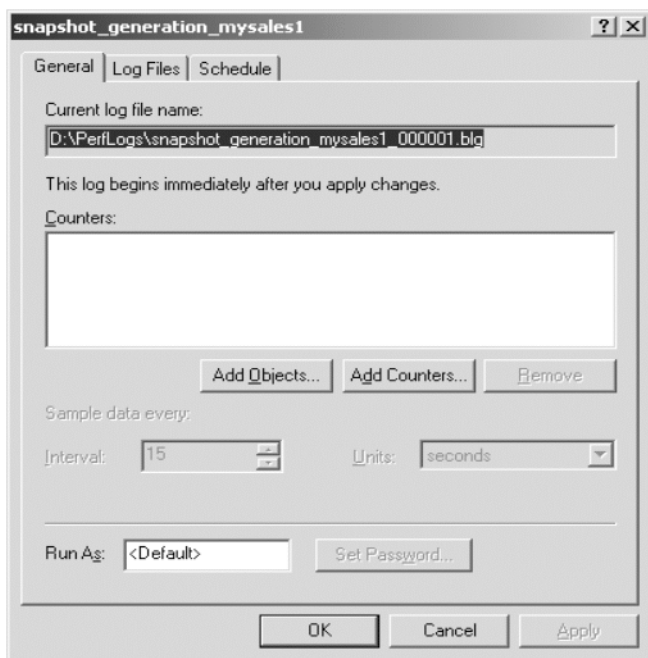 snapshot_generation_mysales1
General Log Files Schedule
Current log file name:
D:\PerfLogs\snapshot_generation_mysales1_000001.blg
This log begins immediately after you apply changes.
Counters:
Add Objects... Add Counters... Remove
Sample data every:
Interval: 15 Units: seconds
Run As: <Default> Set Password...
OK Cancel Apply